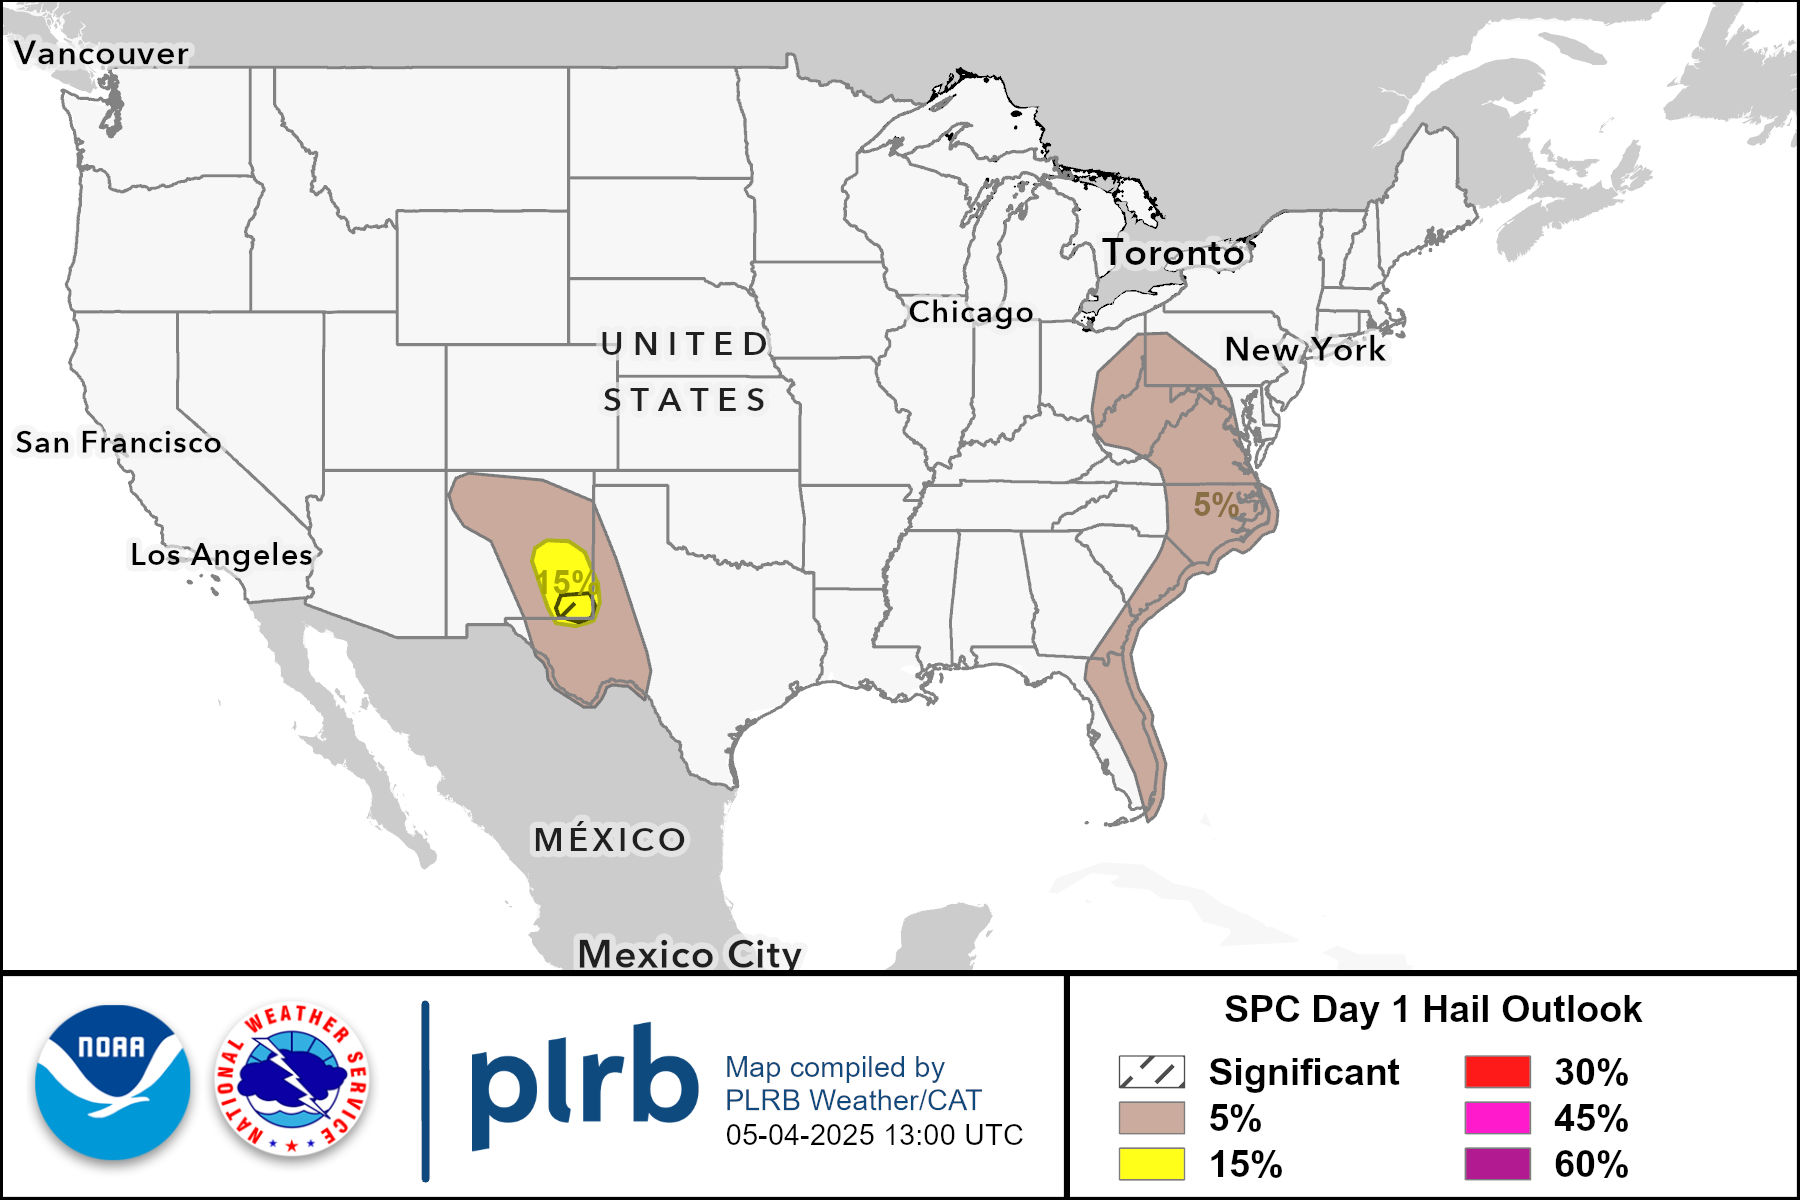 Vancouver
Toronto
Chicago
UNITED
New York
STATES
San Francisco
5%
Los Angeles
15%
MÉXICO
Mexico City
NOAA
NATIONAL WEATHER SERVICE
plrb
Map compiled by
PLRB Weather/CAT
05-04-2025 13:00 UTC
SPC Day 1 Hail Outlook
Significant
5%
15%
30%
45%
60%